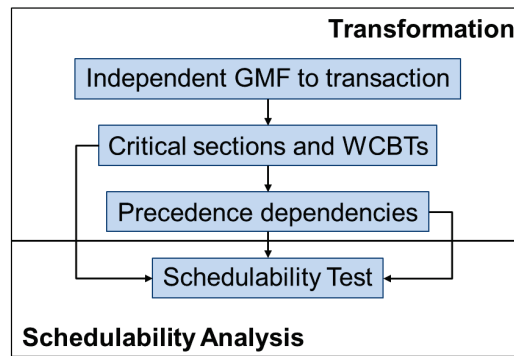 Transformation
Independent GMF to transaction
Critical sections and WCBTs
Precedence dependencies
Schedulability Test
Schedulability Analysis